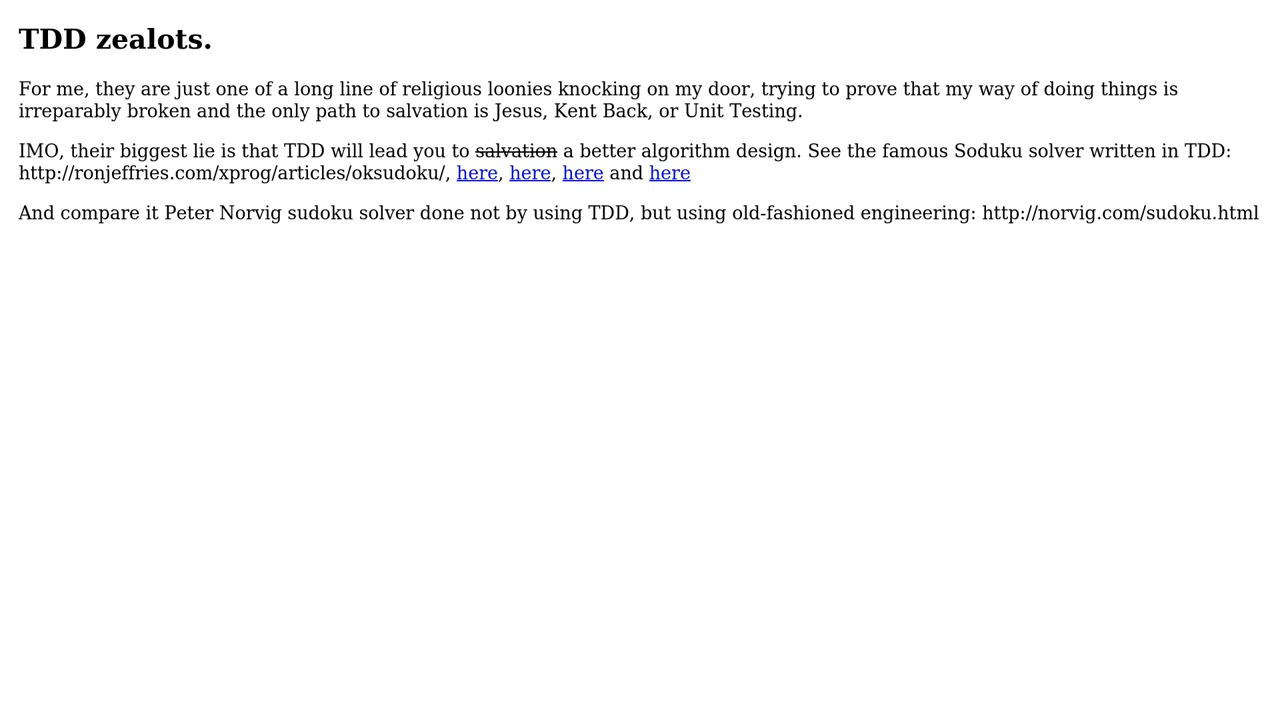 TDD zealots.
For me, they are just one of a long line of religious loonies knocking on my door, trying to prove that my way of doing things is
irreparably broken and the only path to salvation is Jesus, Kent Back, or Unit Testing.
IMO, their biggest lie is that TDD will lead you to salvation a better algorithm design. See the famous Soduku solver written in TDD:
http://ronjeffries.com/xprog/articles/oksudoku/, here, here, here and here
And compare it Peter Norvig sudoku solver done not by using TDD, but using old-fashioned engineering: http://norvig.com/sudoku.html